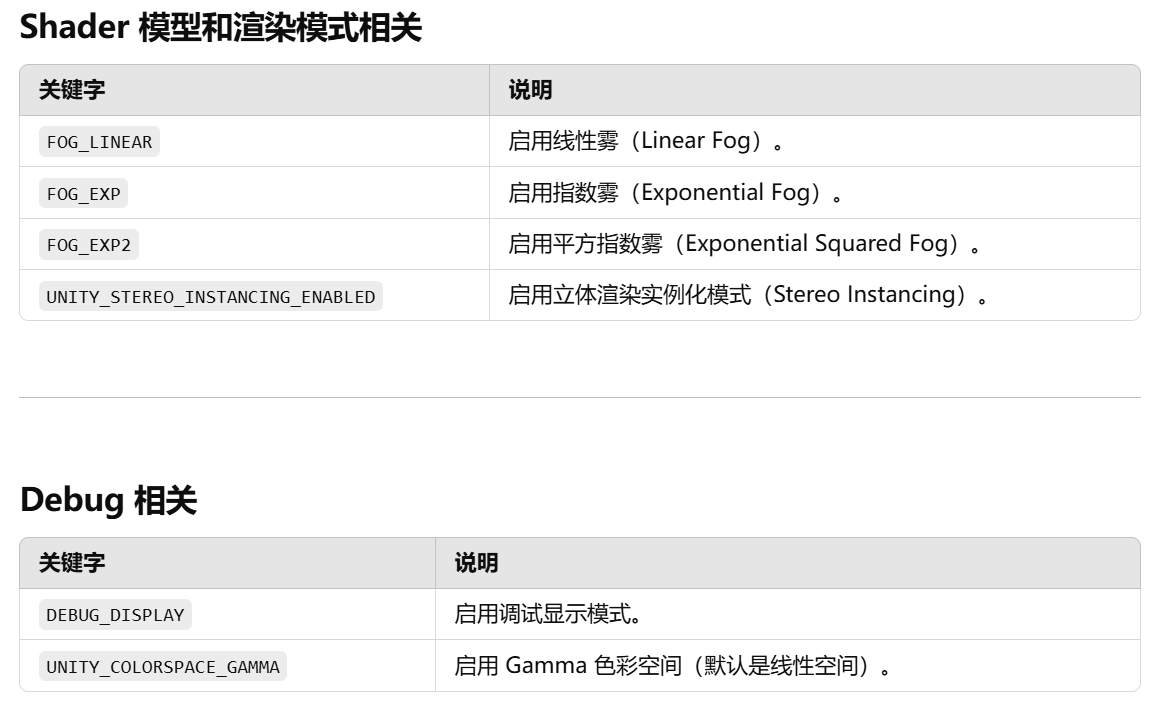 Shader 模型和渲染模式相关
关键字 说明
FOG_LINEAR 启用线性雾（Linear Fog）。
FOG_EXP 启用指数雾（Exponential Fog）。
FOG_EXP2 启用平方指数雾（Exponential Squared Fog）。
UNITY_STEREO_INSTANCING_ENABLED 启用立体渲染实例化模式（Stereo Instancing）。
Debug 相关
关键字 说明
DEBUG_DISPLAY 启用调试显示模式。
UNITY_COLORSPACE_GAMMA 启用 Gamma 色彩空间（默认是线性空间）。